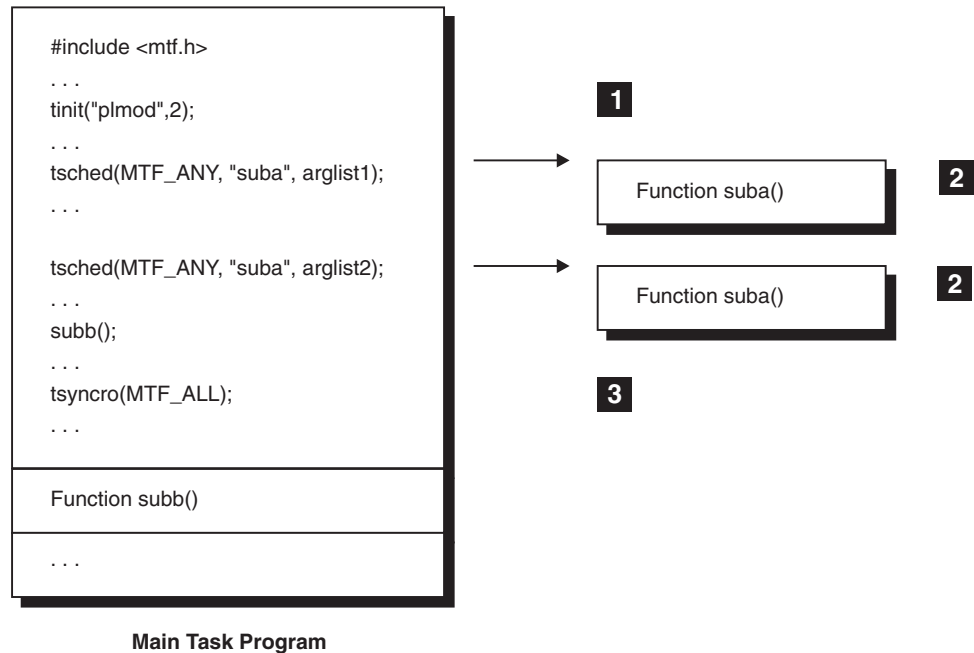 #include <mtf.h>
. . .
tinit("plmod",2);
. . .
tsched(MTF_ANY, "suba", arglist1);
. . .
tsched(MTF_ANY, "suba", arglist2);
. . .
subb();
. . .
tsyncro(MTF_ALL);
. . .
Function subb()
. . .
Main Task Program
1
Function suba()
2
Function suba()
2
3